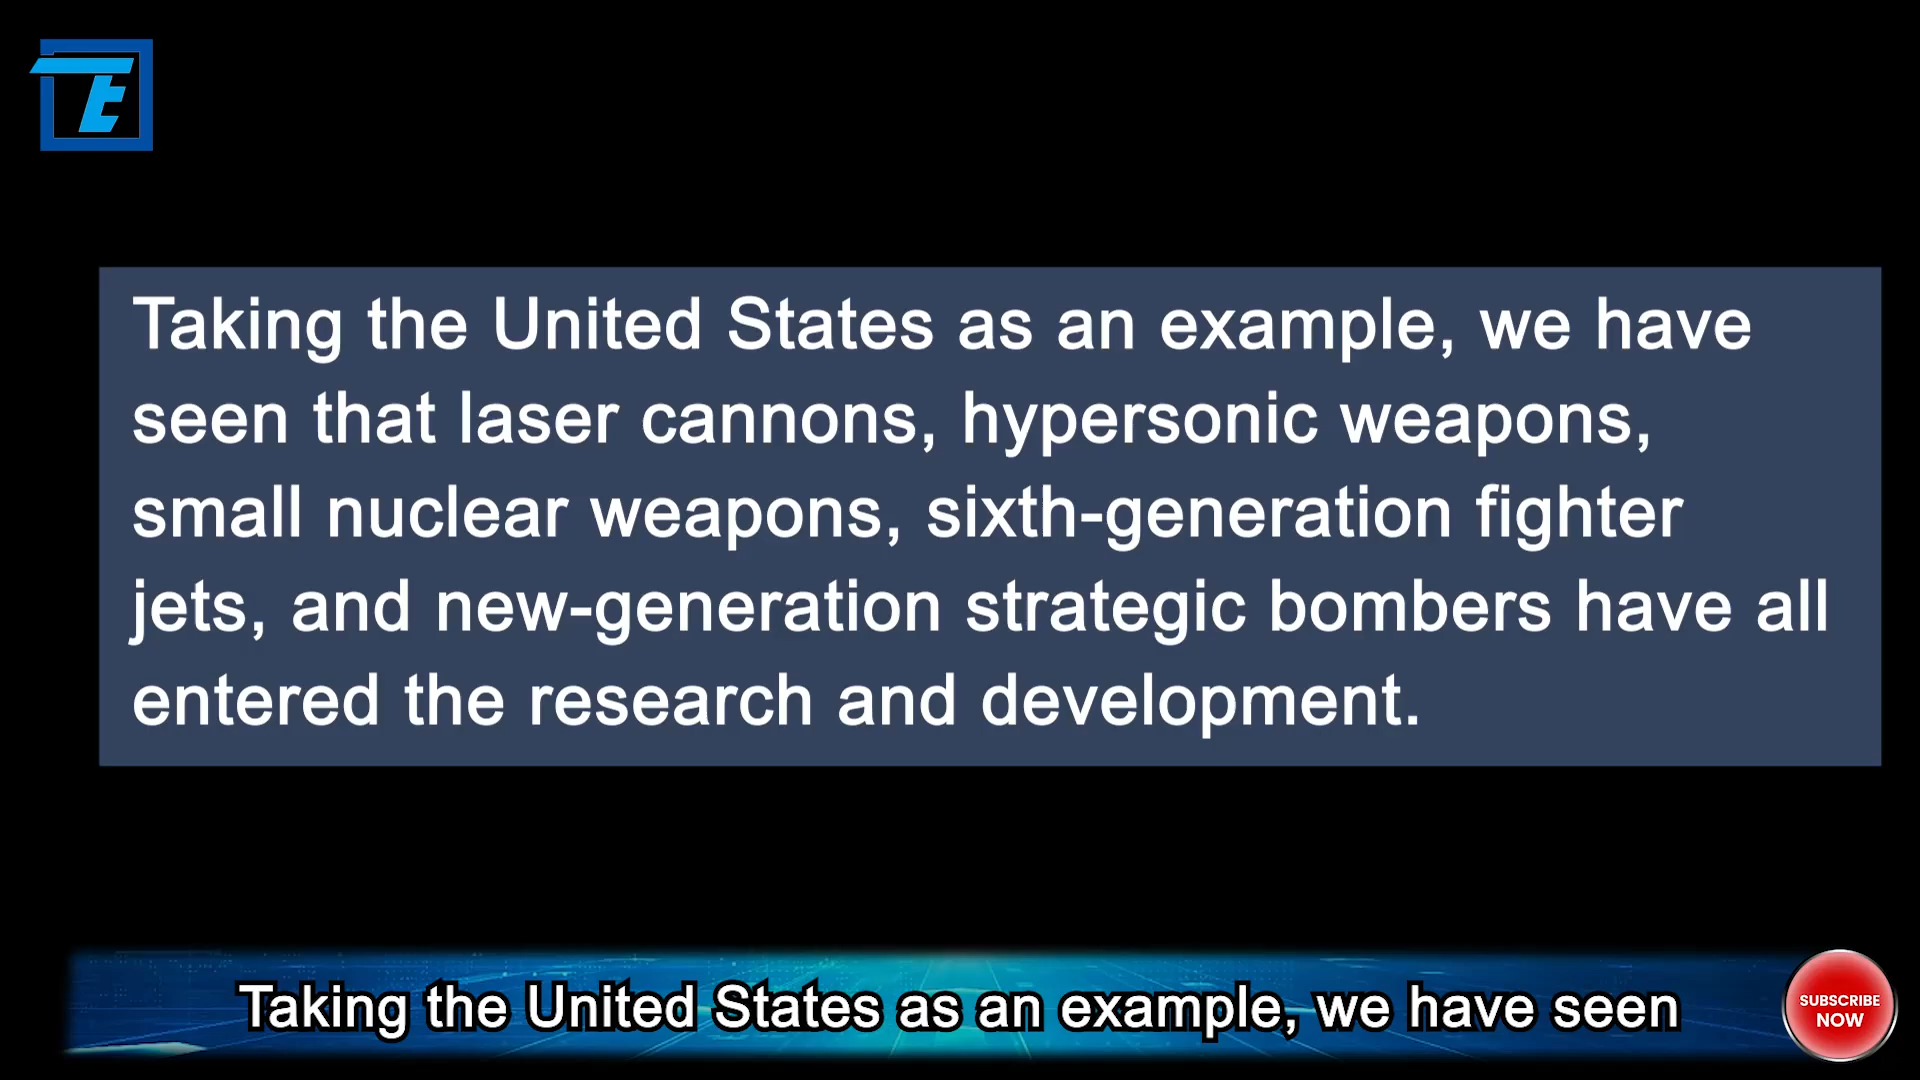 TE
Taking the United States as an example, we have
seen that laser cannons, hypersonic weapons,
small nuclear weapons, sixth-generation fighter
jets, and new-generation strategic bombers have all
entered the research and development.
Taking the United States as an example, we have seen
SUBSCRIBE
NOW